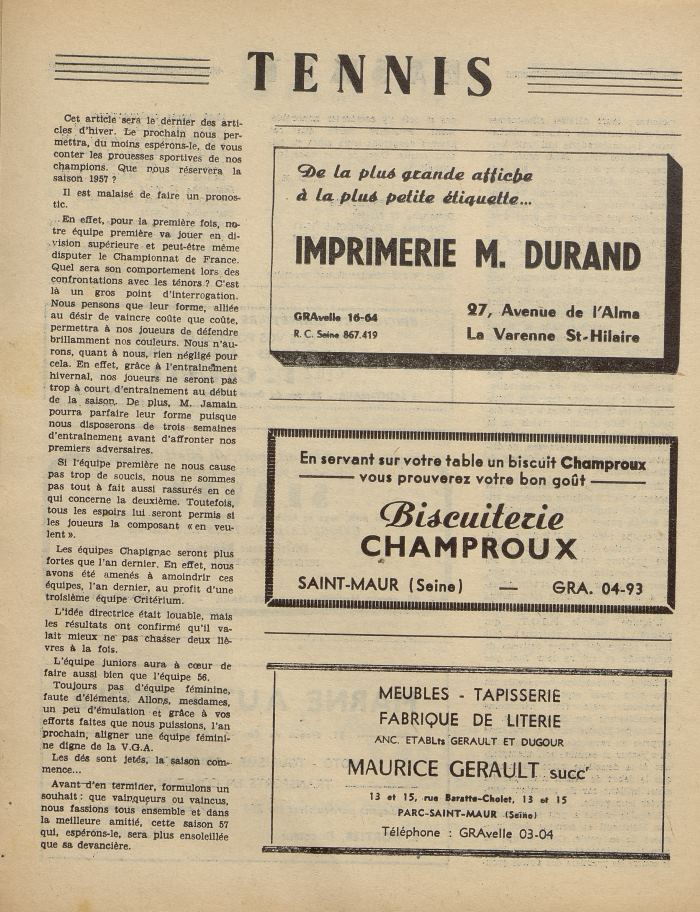 TENNIS
Cet article sera le dernier des arti-
cles d'hiver. Le prochain nous per-
mettra, du moins espérons-le, de vous
conter les prouesses sportives de nos
champions. Que nous réservera la
saison 1957 ?
Il est malaisé de faire un pronos-
tic.
En effet, pour la première fois, no-
tre équipe première va jouer en di-
vision supérieure et peut-être même
disputer le Championnat de France.
Quel sera son comportement lors des
confrontations avec les ténors ? C'est
là un gros point d'interrogation.
Nous pensons que leur forme, alliée
au désir de vaincre coûte que coûte,
permettra à nos joueurs de défendre
brillamment nos couleurs. Nous n'au-
rons, quant à nous, rien négligé pour
cela. En effet, grâce à l'entraînement
hivernal, nos joueurs ne seront pas
trop à court d'entrainement au début
de la saison. De plus, M. Jamain
pourra parfaire leur forme puisque
nous disposerons de trois semaines
d'entrainement avant d'affronter nos
premiers adversaires.
Si l'équipe première ne nous cause
pas trop de soucis, nous ne sommes
pas tout à fait aussi rassurés en ce
qui concerne la deuxième. Toutefois,
tous les espoirs lui seront permis si
les joueurs la composant « en veu-
lent ».
Les équipes Chapignac seront plus
fortes que l'an dernier. En effet, nous
avons été amenés à amoindrir ces
équipes, l'an dernier, au profit d'une
troisième équipe Critérium.
L'idée directrice était louable, mais
les résultats ont confirmé qu'il va-
lait mieux ne pas chasser deux liè-
vres à la fois.
L'équipe juniors aura à cœur de
faire aussi bien que l'équipe 56.
Toujours pas d'équipe féminine,
faute d'éléments. Allons, mesdames,
un peu d'émulation et grâce à vos
efforts faites que nous puissions, l'an
prochain, aligner une équipe fémini-
ne digne de la V.G.A.
Les dés sont jetés, la saison com-
mence...
Avant d'en terminer, formulons un
souhait : que vainqueurs ou vaincus,
nous fassions tous ensemble et dans
la meilleure amitié, cette saison 57
qui, espérons-le, sera plus ensoleillée
que sa devancière.
De la plus grande affiche
à la plus petite étiquette...
IMPRIMERIE M. DURAND
GRAvelle 16-64
R. C. Seine 867.419
27, Avenue de l'Alma
La Varenne St-Hilaire
En servant sur votre table un biscuit Champroux
vous prouverez votre bon goût
Biscuiterie
CHAMPROUX
SAINT-MAUR (Seine) — GRA. 04-93
MEUBLES - TAPISSERIE
FABRIQUE DE LITERIE
ANC. ETABLts GERAULT ET DUGOUR
MAURICE GERAULT succ'
13 et 15, rue Baratte-Cholet, 13 et 15
PARC-SAINT-MAUR (Seine)
Téléphone : GRAvelle 03-04